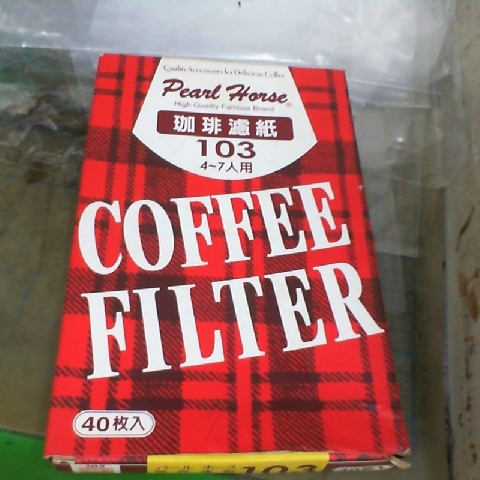 Quality Accessories for Delicious Coffee
Pearl Horse®
High Quality Famous Brand
珈琲濾紙
103
4~7人用
COFFEE
FILTER
40枚入
103
103